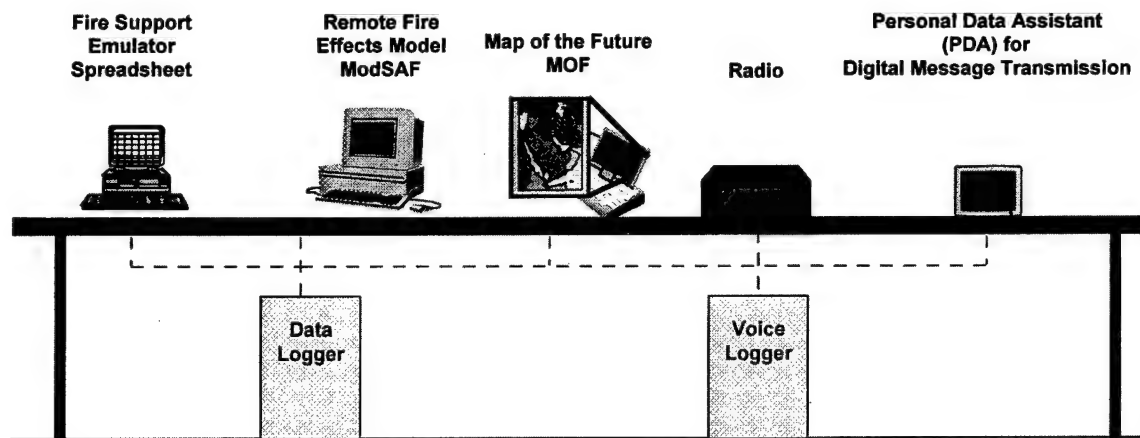 Fire Support
Emulator
Spreadsheet
Remote Fire
Effects Model
ModSAF
Map of the Future
MOF
Radio
Personal Data Assistant
(PDA) for
Digital Message Transmission
Data
Logger
Voice
Logger